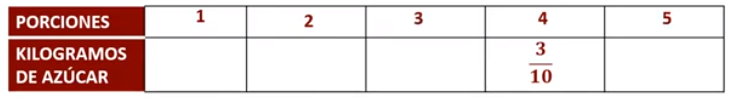 PORCIONES 1 2 3 4 5
KILOGRAMOS DE AZÚCAR 3/10